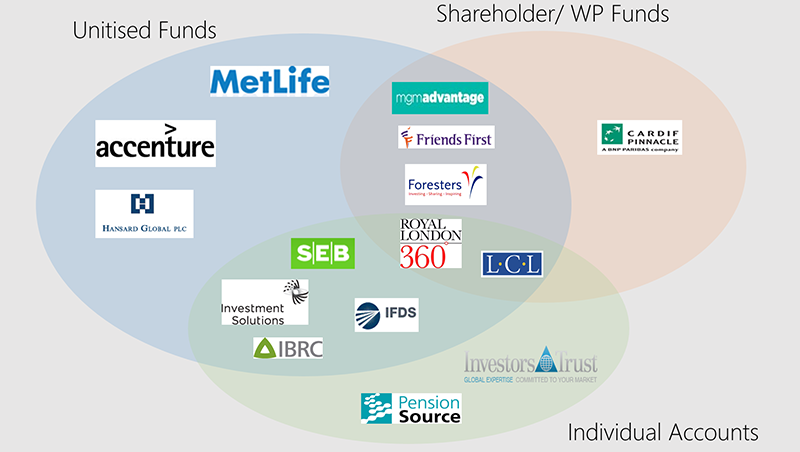 Shareholder/ WP Funds
Unitised Funds
MetLife
mgmadvantage
accenture
Friends First
CARDIF
PINNACLE
A BNP PARIBAS company
Foresters
Investing · Sharing · Inspiring
HANSARD GLOBAL PLC
ROYAL
LONDON
360°
S|E|B
L·C·L
Investment
Solutions
IFDS
IBRC
Investors Trust
GLOBAL EXPERTISE COMMITTED TO YOUR MARKET
Pension
Source
Individual Accounts